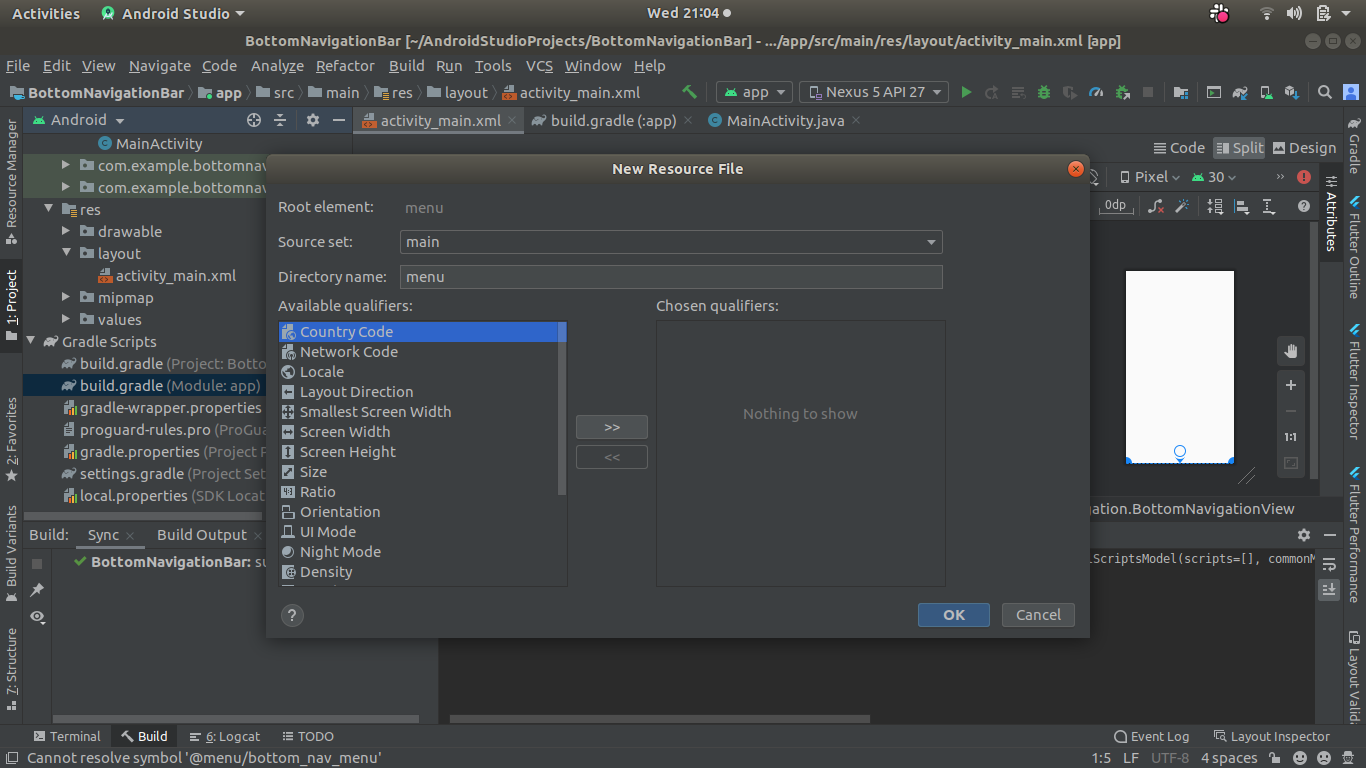 Activities Android Studio Wed 21:04
BottomNavigationBar [~/AndroidStudioProjects/BottomNavigationBar] - .../app/src/main/res/layout/activity_main.xml [app]
File Edit View Navigate Code Analyze Refactor Build Run Tools VCS Window Help
BottomNavigationBar app src main res layout activity_main.xml app Nexus 5 API 27
Android activity_main.xml build.gradle (:app) MainActivity.java
MainActivity
Code Split Design
com.example.bottomnav
com.example.bottomnav
Pixel 30
0dp
res
drawable
layout
activity_main.xml
mipmap
values
Gradle Scripts
build.gradle (Project: Botto
build.gradle (Module: app)
gradle-wrapper.properties
proguard-rules.pro (ProGu
gradle.properties (Project P
settings.gradle (Project Set
local.properties (SDK Locat
New Resource File
Root element: menu
Source set: main
Directory name: menu
Available qualifiers: Chosen qualifiers:
Country Code
Network Code
Locale
Layout Direction
Smallest Screen Width
Screen Width
Screen Height
Size
Ratio
Orientation
UI Mode
Night Mode
Density
>>
<<
Nothing to show
?
OK Cancel
1:1
gation.BottomNavigationView
Build: Sync Build Output
BottomNavigationBar: su
lScriptsModel(scripts=[], commonM
Resource Manager
1: Project
2: Favorites
Build Variants
7: Structure
Gradle
Attributes
Flutter Outline
Flutter Inspector
Flutter Performance
Layout Valida
Terminal Build 6: Logcat TODO Event Log Layout Inspector
Cannot resolve symbol '@menu/bottom_nav_menu' 1:5 LF UTF-8 4 spaces